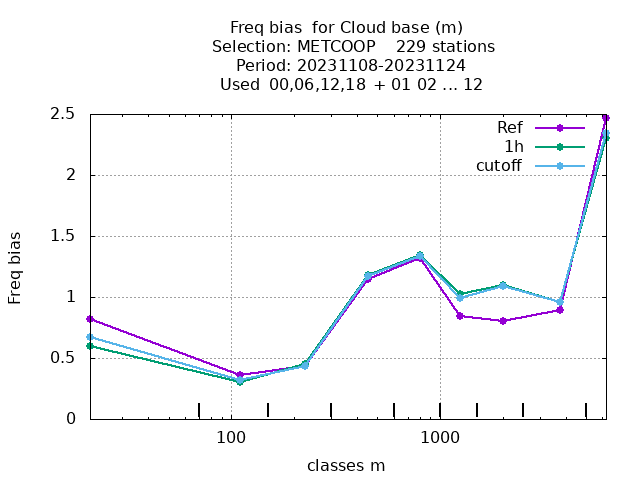 Freq bias  for Cloud base (m)
Selection: METCOOP    229 stations
Period: 20231108-20231124
Used  00,06,12,18  + 01 02 ... 12
Ref
1h
cutoff
2.5
2
1.5
1
0.5
0
Freq bias
100
1000
classes m